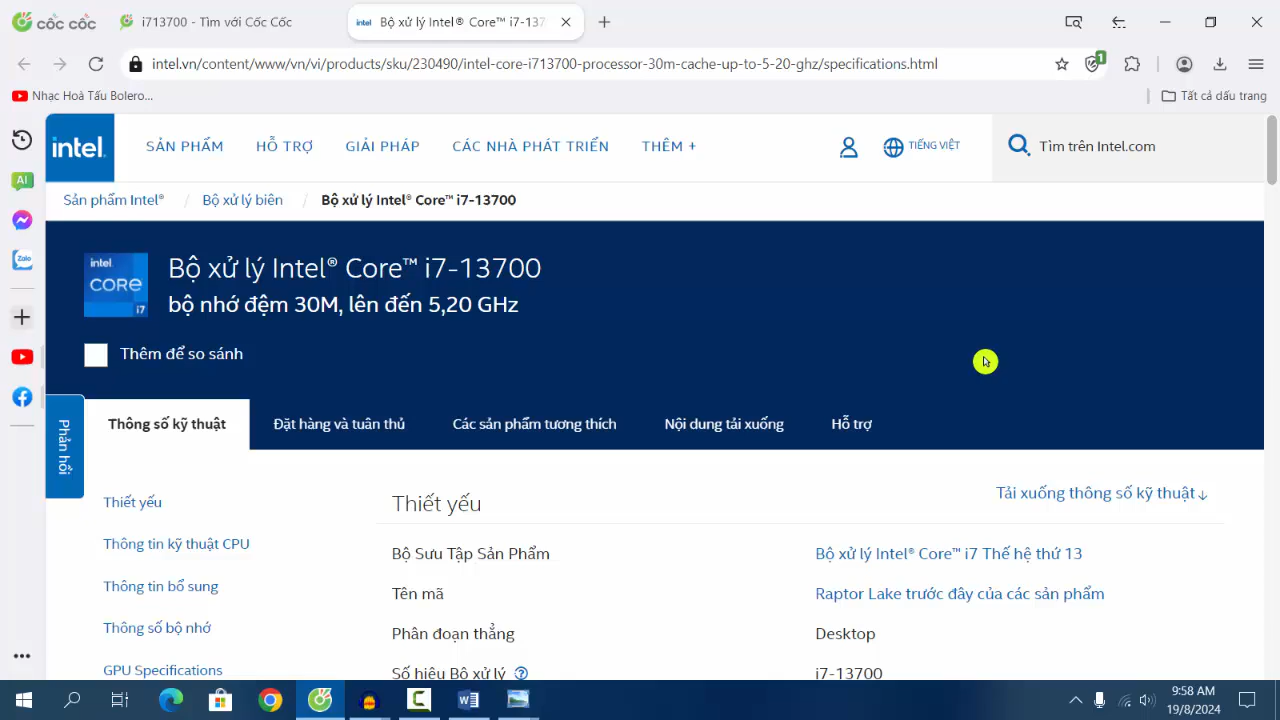 cốc cốc
i713700 - Tìm với Cốc Cốc
intel Bộ xử lý Intel® Core™ i7-137
intel.vn/content/www/vn/vi/products/sku/230490/intel-core-i713700-processor-30m-cache-up-to-5-20-ghz/specifications.html
1
Nhạc Hoà Tấu Bolero...
Tất cả dấu trang
intel.
SẢN PHẨM
HỖ TRỢ
GIẢI PHÁP
CÁC NHÀ PHÁT TRIỂN
THÊM +
TIẾNG VIỆT
Tìm trên Intel.com
AI
Zalo
Sản phẩm Intel® / Bộ xử lý biên / Bộ xử lý Intel® Core™ i7-13700
intel.
CORE
i7
Bộ xử lý Intel® Core™ i7-13700
bộ nhớ đệm 30M, lên đến 5,20 GHz
Thêm để so sánh
Phản hồi
Thông số kỹ thuật
Đặt hàng và tuân thủ
Các sản phẩm tương thích
Nội dung tải xuống
Hỗ trợ
Thiết yếu
Thông tin kỹ thuật CPU
Thông tin bổ sung
Thông số bộ nhớ
GPU Specifications
Thiết yếu
Tải xuống thông số kỹ thuật↓
Bộ Sưu Tập Sản Phẩm
Bộ xử lý Intel® Core™ i7 Thế hệ thứ 13
Tên mã
Raptor Lake trước đây của các sản phẩm
Phân đoạn thẳng
Desktop
Số hiệu Bộ xử lý ?
i7-13700
9:58 AM
19/8/2024